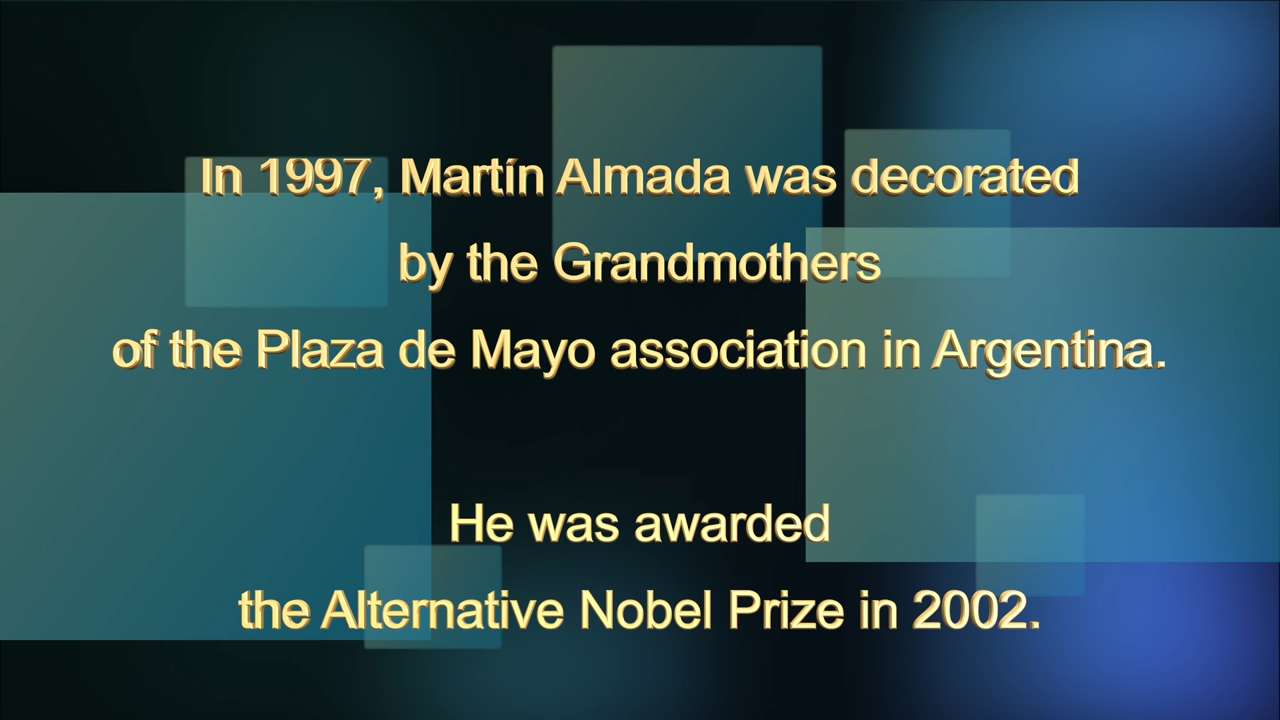 In 1997, Martín Almada was decorated
by the Grandmothers
of the Plaza de Mayo association in Argentina.
He was awarded
the Alternative Nobel Prize in 2002.